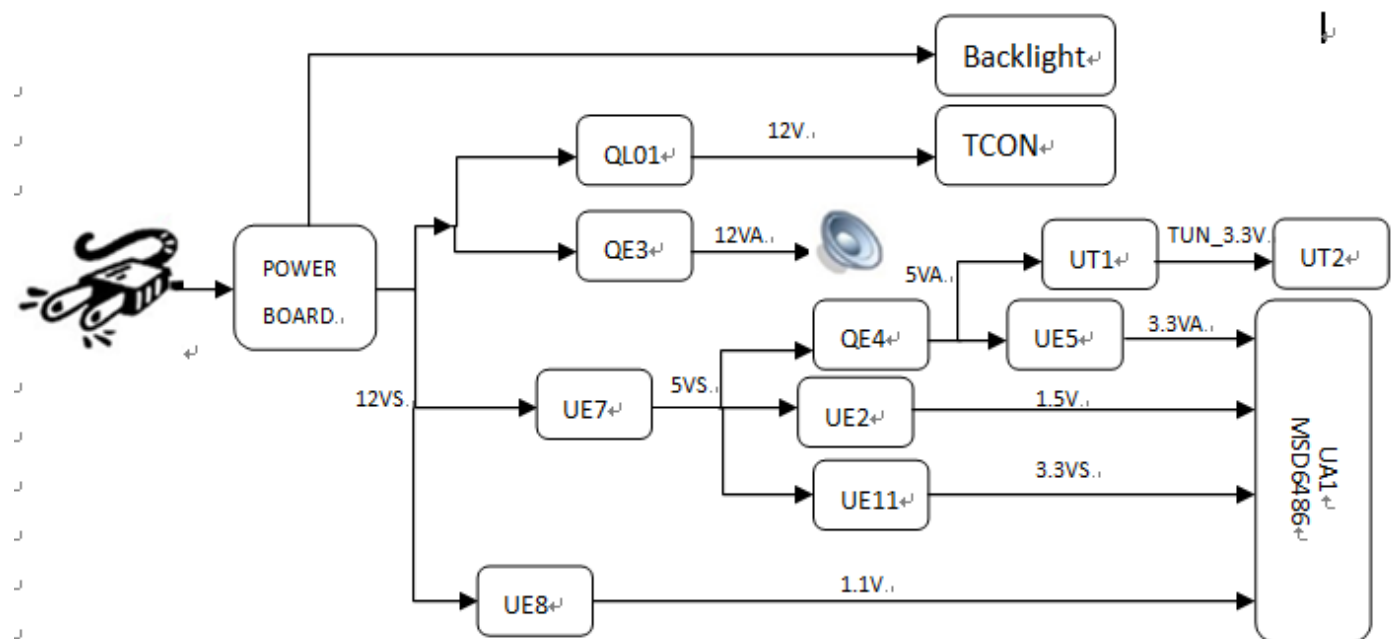 Backlight
12V
QL01
TCON
QE3
12VA
TUN_3.3V
UT1
UT2
5VA
POWER
BOARD
QE4
UE5
3.3VA
12VS
UE7
5VS
UE2
1.5V
UE11
3.3VS
UA1
MSD6486
UE8
1.1V